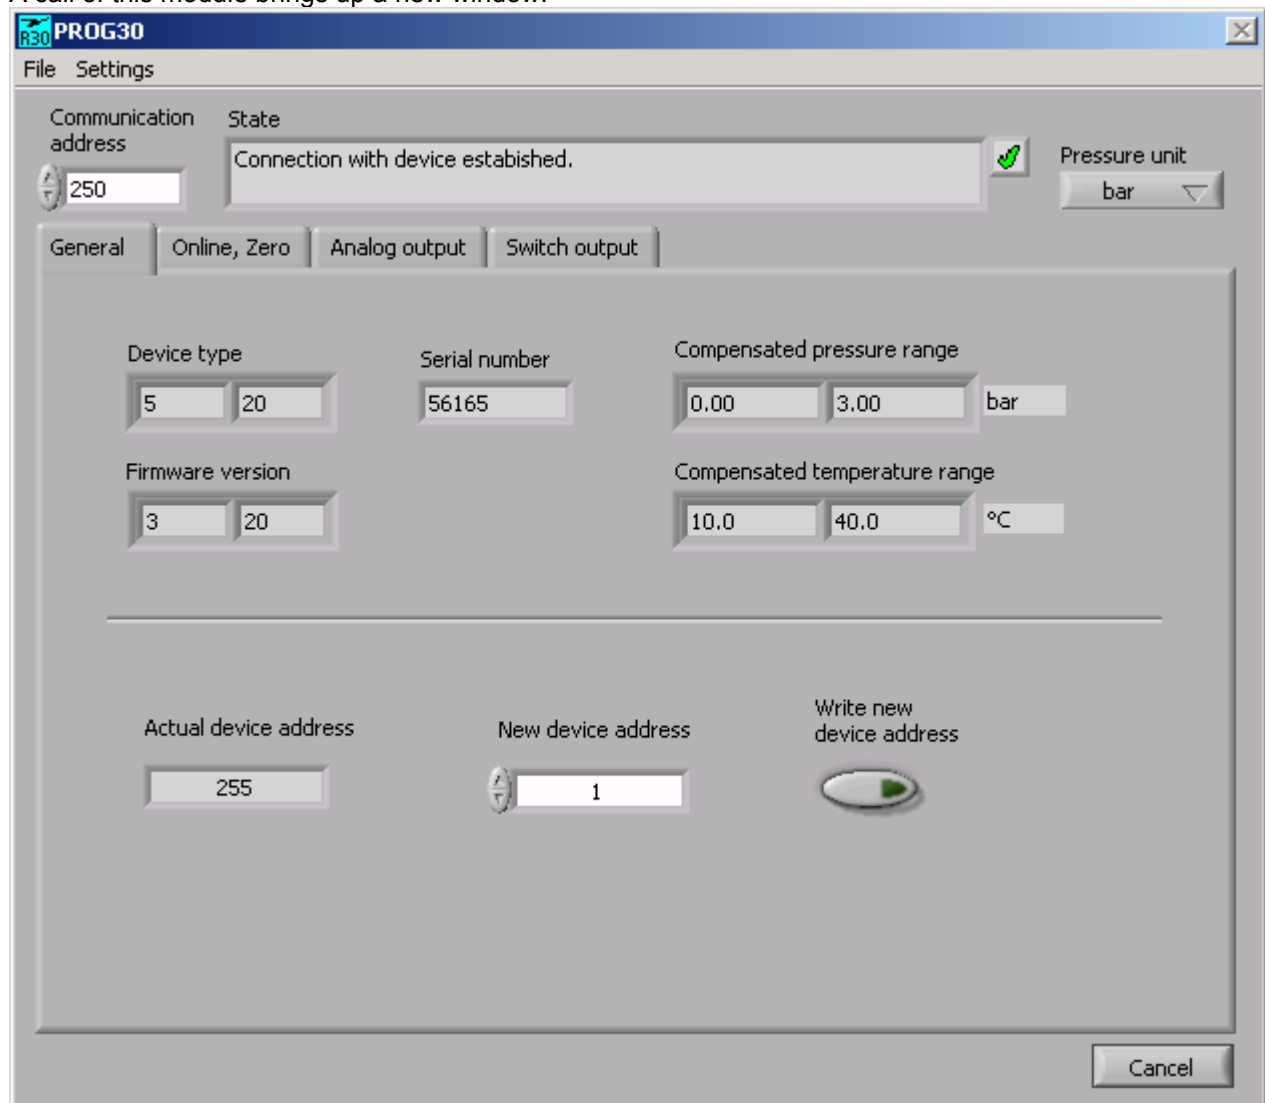 A call of this module brings up a new window.
R30 PROG30
File Settings
Communication
address
State
250
Connection with device estabished.
Pressure unit
bar
General Online, Zero Analog output Switch output
Device type
5 20
Serial number
56165
Compensated pressure range
0.00 3.00 bar
Firmware version
3 20
Compensated temperature range
10.0 40.0 °C
Actual device address
255
New device address
1
Write new
device address
Cancel